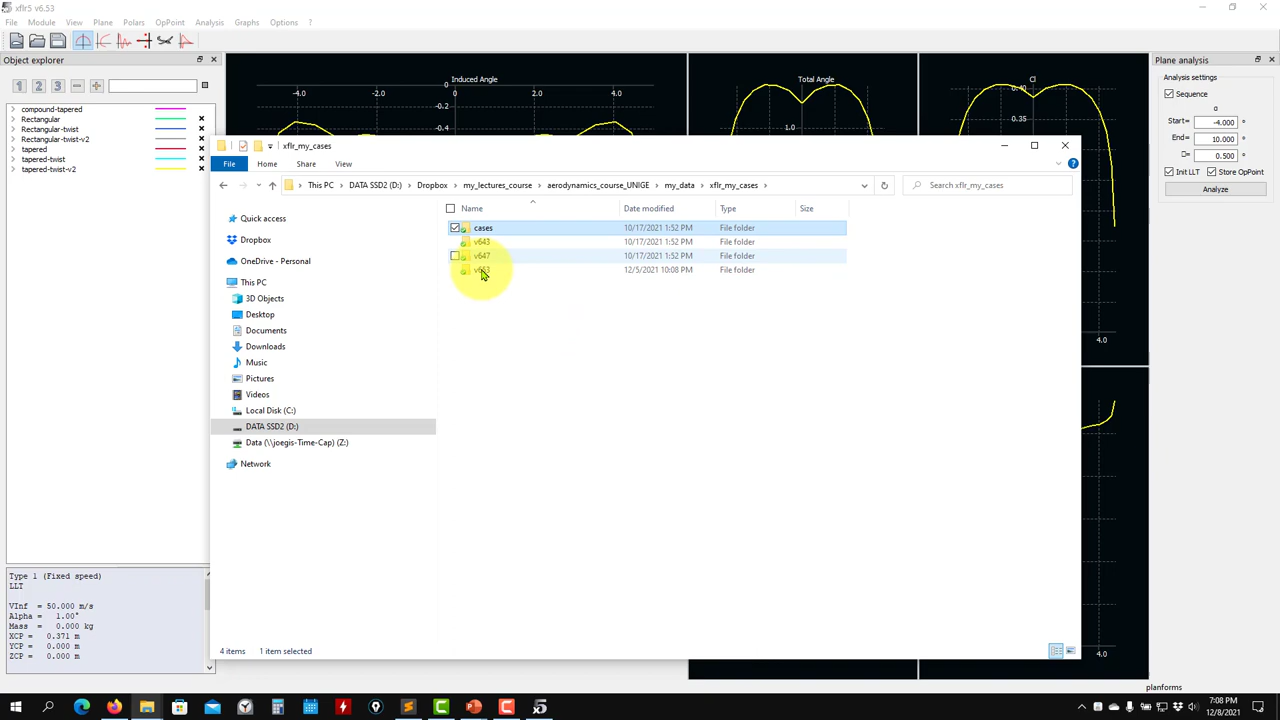 xflr5 v6.53
File Module View Plane Polars OpPoint Analysis Graphs Options ?
Object explorer
1 2 3
compound-tapered
Rectangular
Rectangular-twist
Rectangular-twist-v2
tapered
tapered-twist
tapered-twist-v2
Induced Angle
-4.0 -2.0 0 2.0 4.0
-0.2
-0.4
Total Angle
1.0
Cl
0.40
0.35
4.0
4.0
Plane analysis
Analysis settings
Sequence
α
Start= -4.000 °
End= 10.000 °
0.500 °
Init LLT Store OpPoint
Analyze
xflr_my_cases
File Home Share View
This PC DATA SSD2 (D:) Dropbox my_lectures_course aerodynamics_course_UNIGE my_data xflr_my_cases
Search xflr_my_cases
Name Date modified Type Size
cases 10/17/2021 1:52 PM File folder
v643 10/17/2021 1:52 PM File folder
v647 10/17/2021 1:52 PM File folder
v653 12/5/2021 10:08 PM File folder
Quick access
Dropbox
OneDrive - Personal
This PC
3D Objects
Desktop
Documents
Downloads
Music
Pictures
Videos
Local Disk (C:)
DATA SSD2 (D:)
Data (\\joegis-Time-Cap) (Z:)
Network
4 items 1 item selected
Type 1 (Fixed speed)
LLT
VInf = 50.000 m/s
Alpha = 1.00°
Mass = 0.000 kg
XCP = 0.371 m
YCP = 0.000 m
XCP = 0.000 m
planforms
7:08 PM
12/8/2021